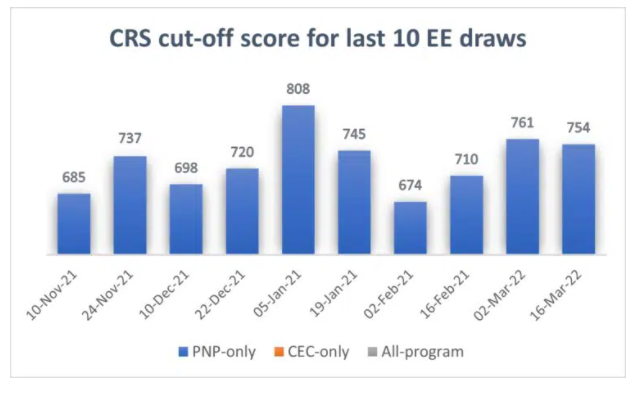 CRS cut-off score for last 10 EE draws
685
737
698
720
808
745
674
710
761
754
10-Nov-21
24-Nov-21
10-Dec-21
22-Dec-21
05-Jan-21
19-Jan-21
02-Feb-21
16-Feb-21
02-Mar-22
16-Mar-22
PNP-only CEC-only All-program